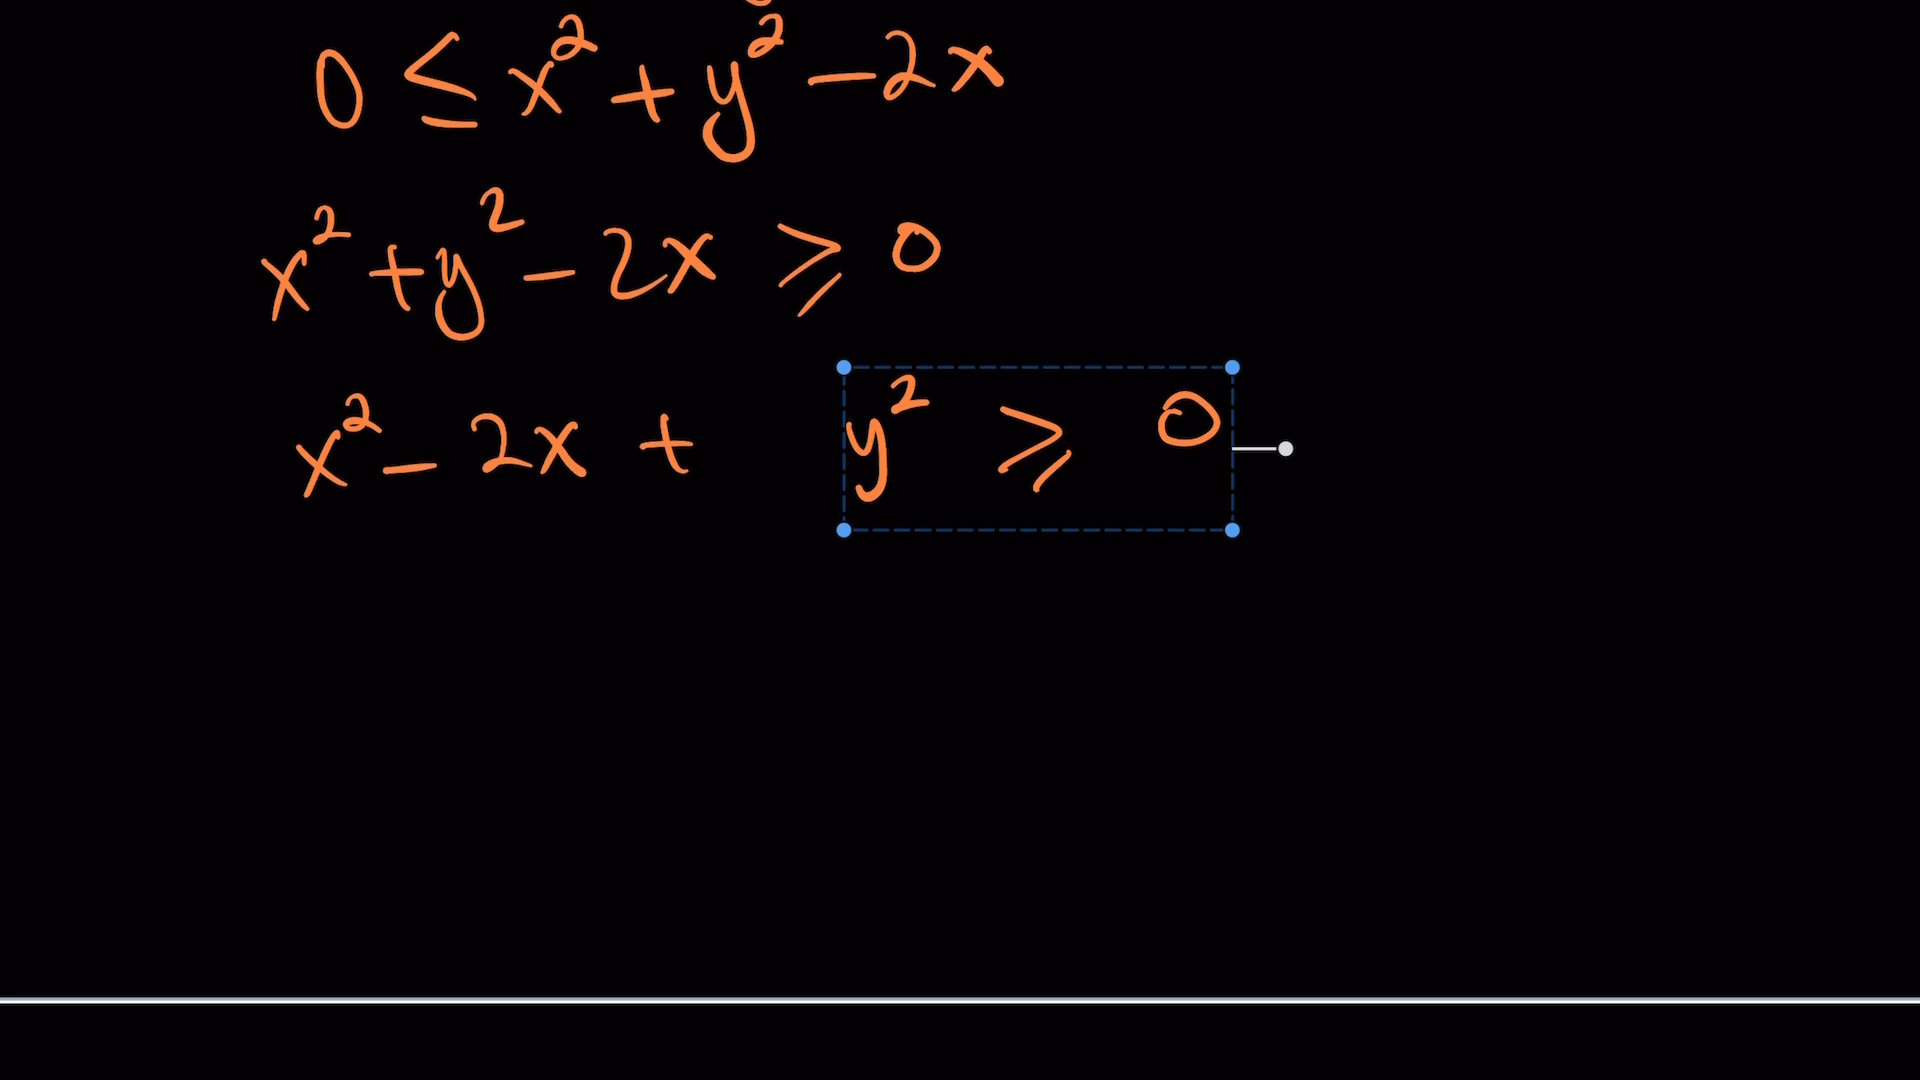 0 ≤ x² + y² − 2x
x² + y² − 2x ⩾ 0
x² − 2x + y² ⩾ 0